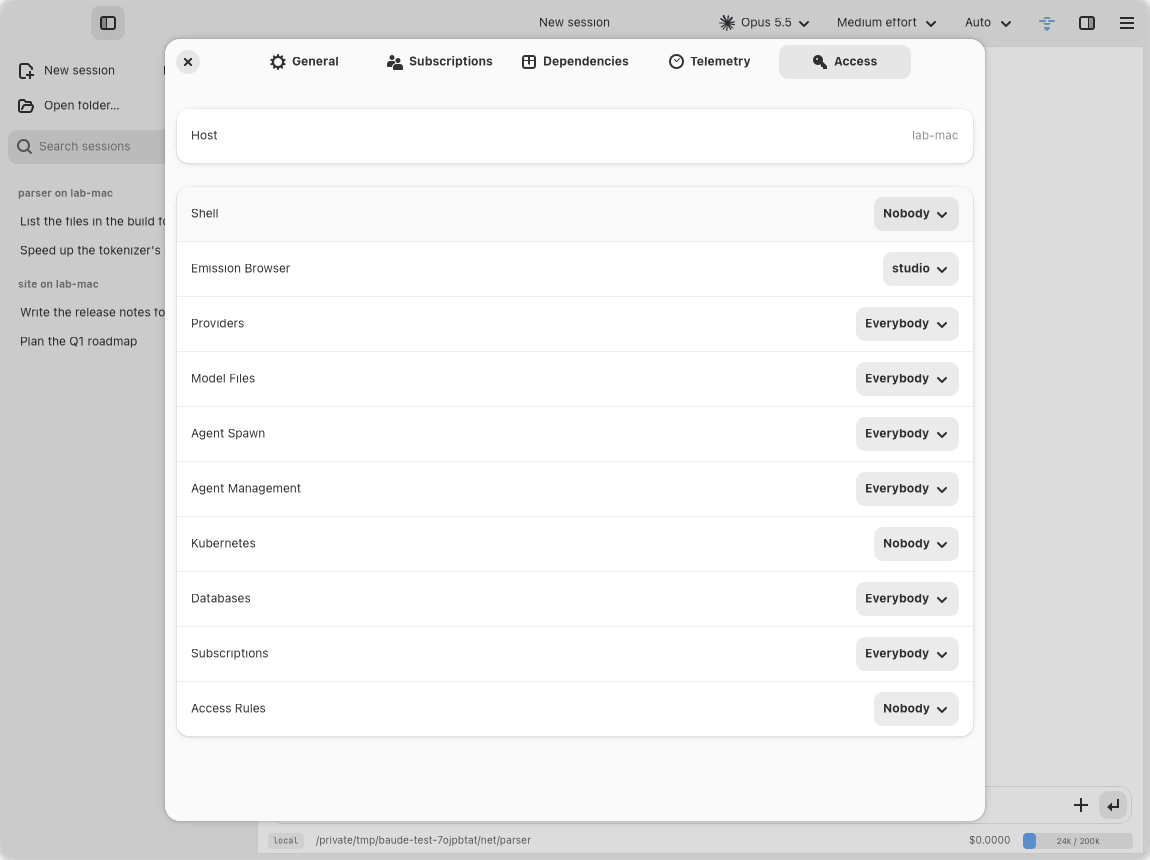 New session
Opus 5.5
Medium effort
Auto
New session
Open folder...
Search sessions
parser on lab-mac
List the files in the build
Speed up the tokenizer's
site on lab-mac
Write the release notes
Plan the Q1 roadmap
General
Subscriptions
Dependencies
Telemetry
Access
Host
lab-mac
Shell
Nobody
Emission Browser
studio
Providers
Everybody
Model Files
Everybody
Agent Spawn
Everybody
Agent Management
Everybody
Kubernetes
Nobody
Databases
Everybody
Subscriptions
Everybody
Access Rules
Nobody
local
/private/tmp/baude-test-7ojpbtat/net/parser
$0.0000
24k / 200k